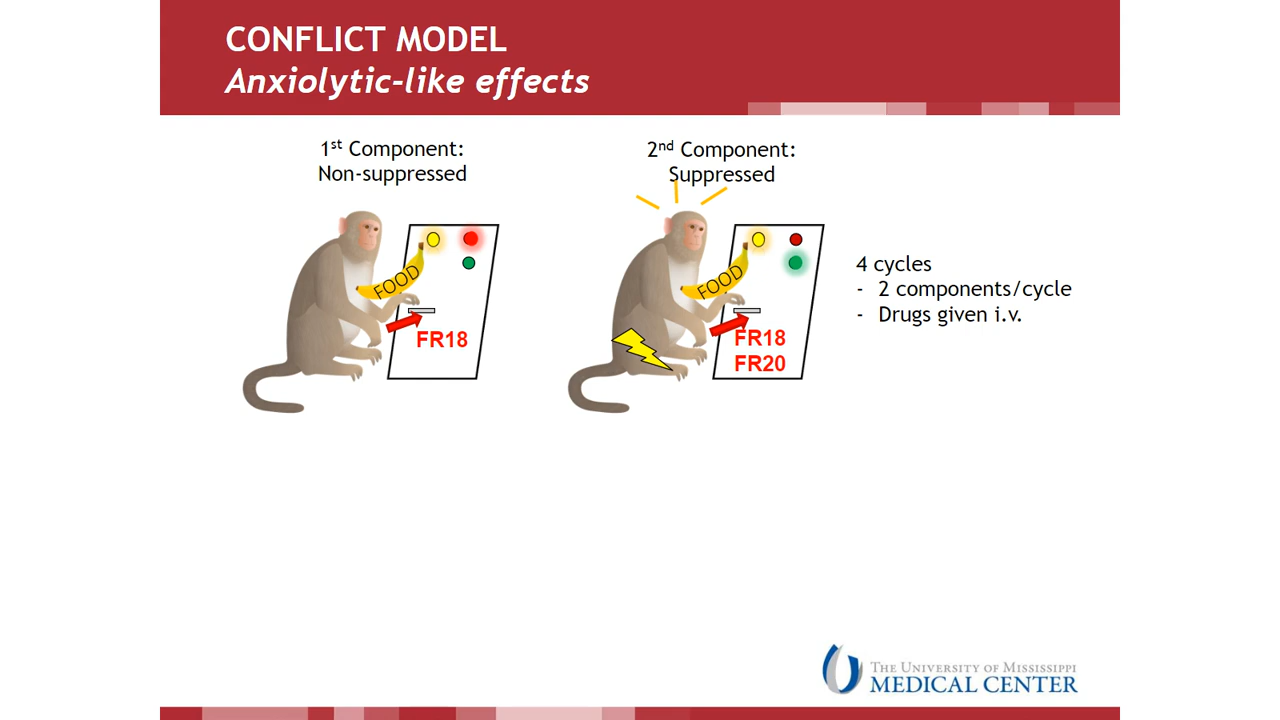 CONFLICT MODEL
Anxiolytic-like effects
1st Component:
Non-suppressed
FOOD
FR18
2nd Component:
Suppressed
FOOD
FR18
FR20
4 cycles
- 2 components/cycle
- Drugs given i.v.
THE UNIVERSITY OF MISSISSIPPI
MEDICAL CENTER